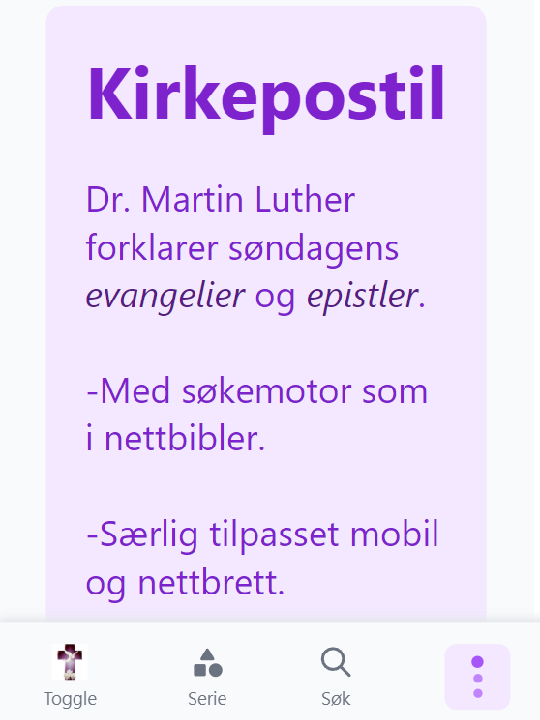 Kirkepostil
Dr. Martin Luther
forklarer søndagens
evangelier og epistler.
-Med søkemotor som
i nettbibler.
-Særlig tilpasset mobil
og nettbrett.
Toggle
Serie
Søk